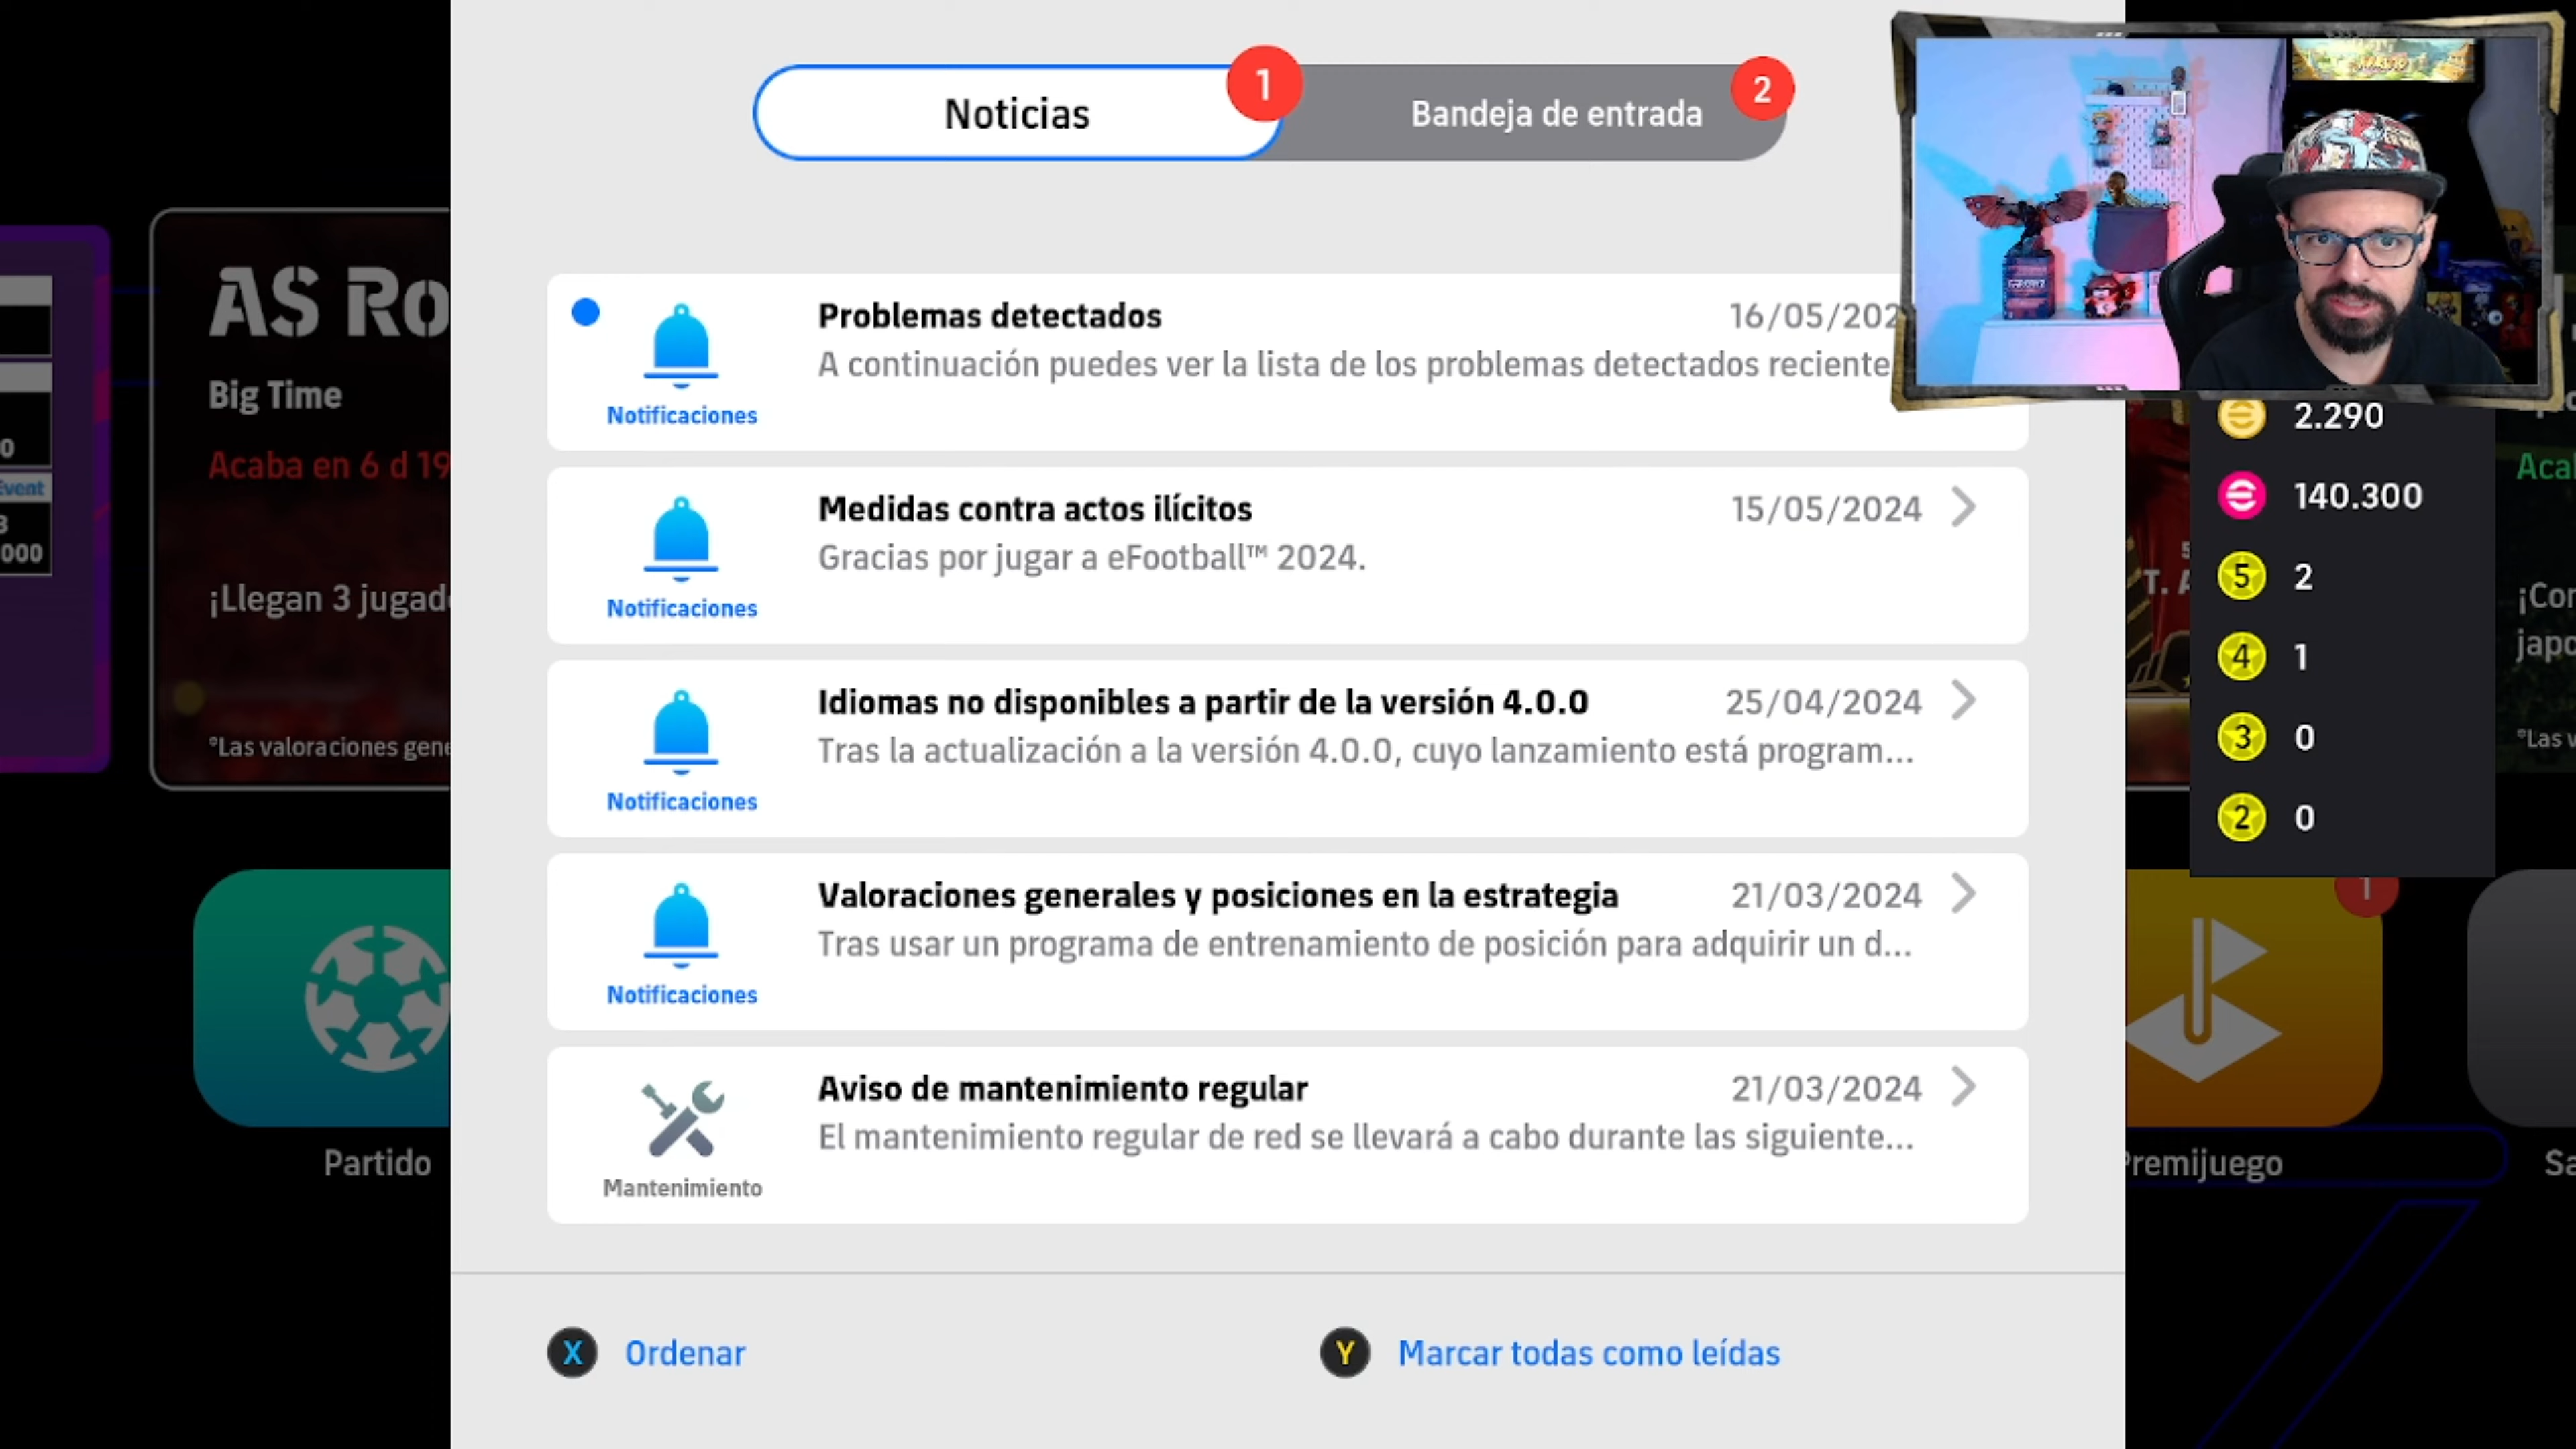 Noticias
1
Bandeja de entrada
2
Problemas detectados
16/05/202
A continuación puedes ver la lista de los problemas detectados reciente
Notificaciones
Medidas contra actos ilícitos
15/05/2024
Gracias por jugar a eFootball™ 2024.
Notificaciones
Idiomas no disponibles a partir de la versión 4.0.0
25/04/2024
Tras la actualización a la versión 4.0.0, cuyo lanzamiento está program...
Notificaciones
Valoraciones generales y posiciones en la estrategia
21/03/2024
Tras usar un programa de entrenamiento de posición para adquirir un d...
Notificaciones
Aviso de mantenimiento regular
21/03/2024
El mantenimiento regular de red se llevará a cabo durante las siguiente...
Mantenimiento
X Ordenar
Y Marcar todas como leídas
AS Ro
Big Time
Acaba en 6 d 19
¡Llegan 3 jugad
*Las valoraciones gene
0
Event
3
000
Partido
2.290
140.300
5 2
4 1
3 0
2 0
T. A
Aca
¡Con
japo
*Las v
1
Premijuego
Sa